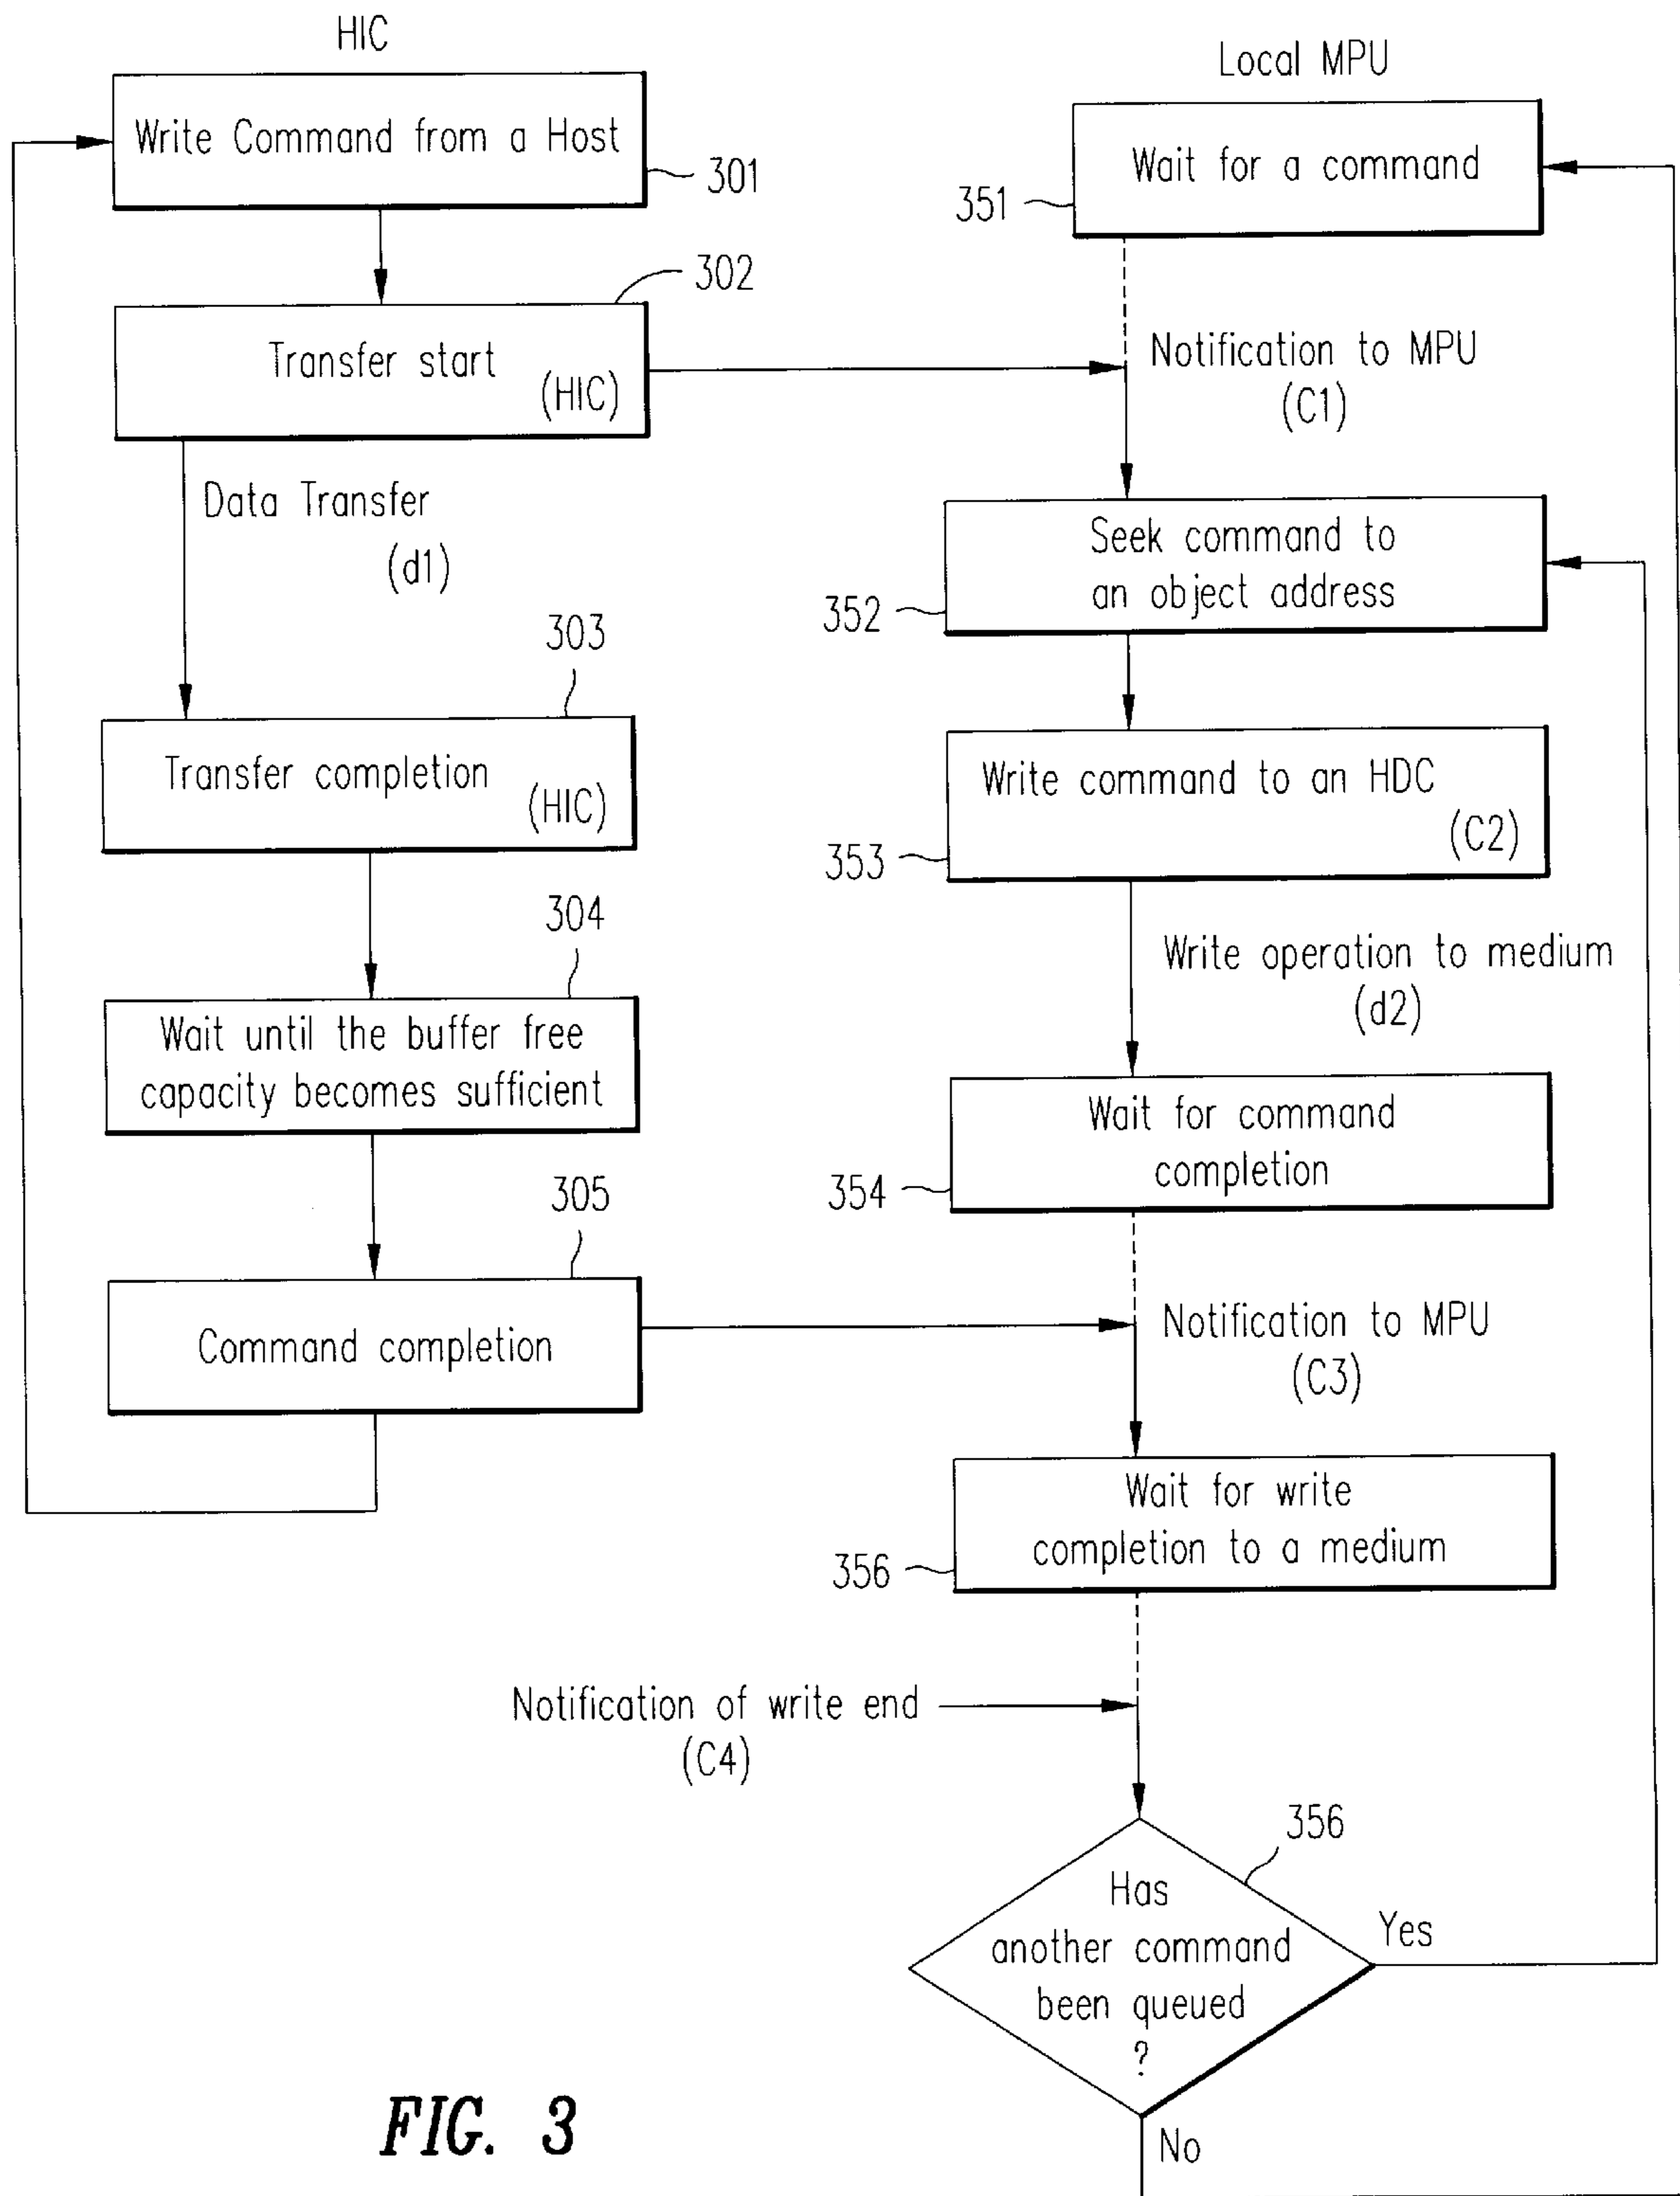 HIC
Write Command from a Host
301
302
Transfer start
(HIC)
Data Transfer
(d1)
303
Transfer completion
(HIC)
304
Wait until the buffer free
capacity becomes sufficient
305
Command completion
Local MPU
Wait for a command
351
Notification to MPU
(C1)
Seek command to
an object address
352
Write command to an HDC
(C2)
353
Write operation to medium
(d2)
Wait for command
completion
354
Notification to MPU
(C3)
Wait for write
completion to a medium
356
Notification of write end
(C4)
356
Has
another command
been queued
?
Yes
No
FIG. 3